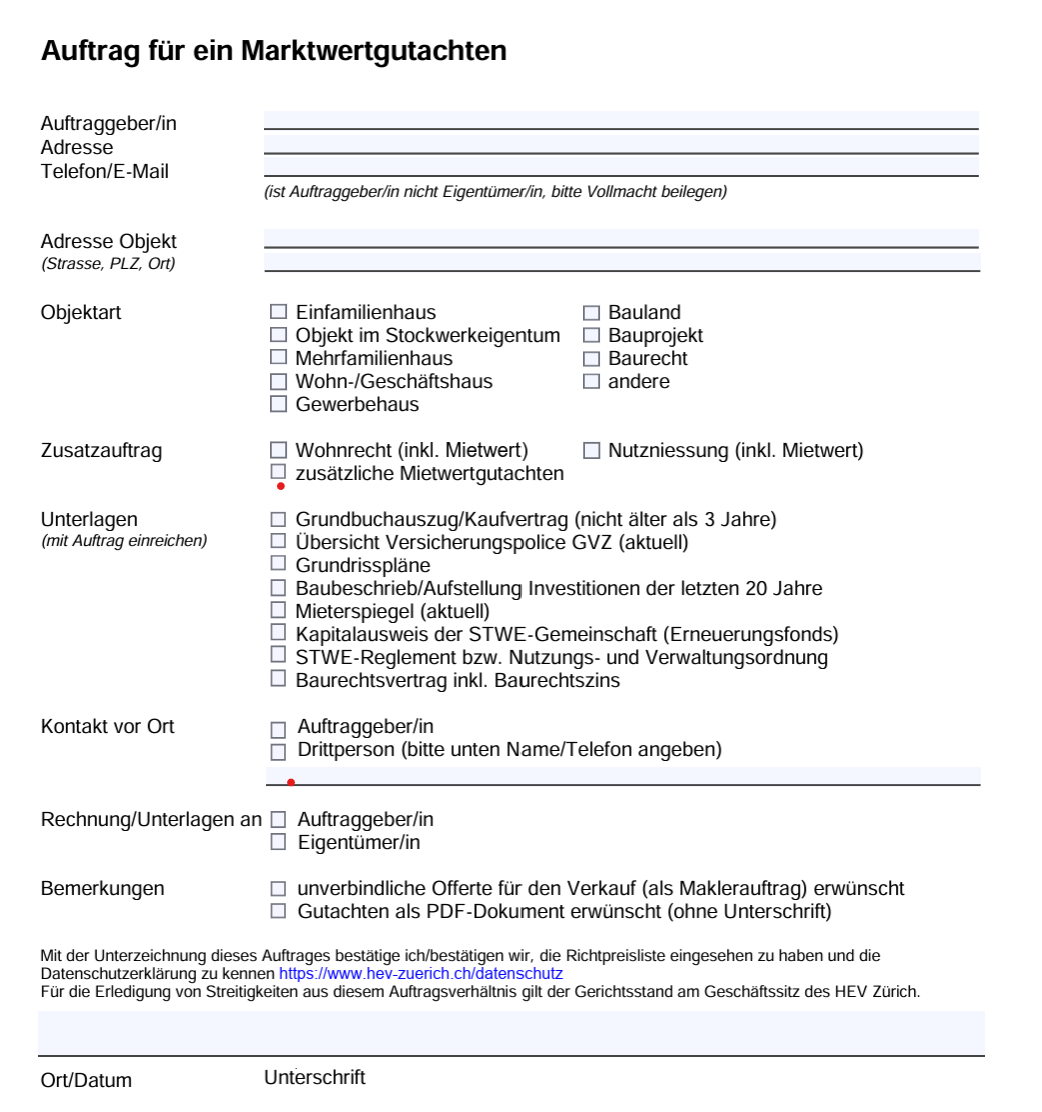 Auftrag für ein Marktwertgutachten
Auftraggeber/in
Adresse
Telefon/E-Mail
(ist Auftraggeber/in nicht Eigentümer/in, bitte Vollmacht beilegen)
Adresse Objekt
(Strasse, PLZ, Ort)
Objektart Einfamilienhaus Bauland
Objekt im Stockwerkeigentum Bauprojekt
Mehrfamilienhaus Baurecht
Wohn-/Geschäftshaus andere
Gewerbehaus
Zusatzauftrag Wohnrecht (inkl. Mietwert) Nutzniessung (inkl. Mietwert)
zusätzliche Mietwertgutachten
Unterlagen Grundbuchauszug/Kaufvertrag (nicht älter als 3 Jahre)
(mit Auftrag einreichen) Übersicht Versicherungspolice GVZ (aktuell)
Grundrisspläne
Baubeschrieb/Aufstellung Investitionen der letzten 20 Jahre
Mieterspiegel (aktuell)
Kapitalausweis der STWE-Gemeinschaft (Erneuerungsfonds)
STWE-Reglement bzw. Nutzungs- und Verwaltungsordnung
Baurechtsvertrag inkl. Baurechtszins
Kontakt vor Ort Auftraggeber/in
Drittperson (bitte unten Name/Telefon angeben)
Rechnung/Unterlagen an Auftraggeber/in
Eigentümer/in
Bemerkungen unverbindliche Offerte für den Verkauf (als Maklerauftrag) erwünscht
Gutachten als PDF-Dokument erwünscht (ohne Unterschrift)
Mit der Unterzeichnung dieses Auftrages bestätige ich/bestätigen wir, die Richtpreisliste eingesehen zu haben und die
Datenschutzerklärung zu kennen https://www.hev-zuerich.ch/datenschutz
Für die Erledigung von Streitigkeiten aus diesem Auftragsverhältnis gilt der Gerichtsstand am Geschäftssitz des HEV Zürich.
Ort/Datum Unterschrift